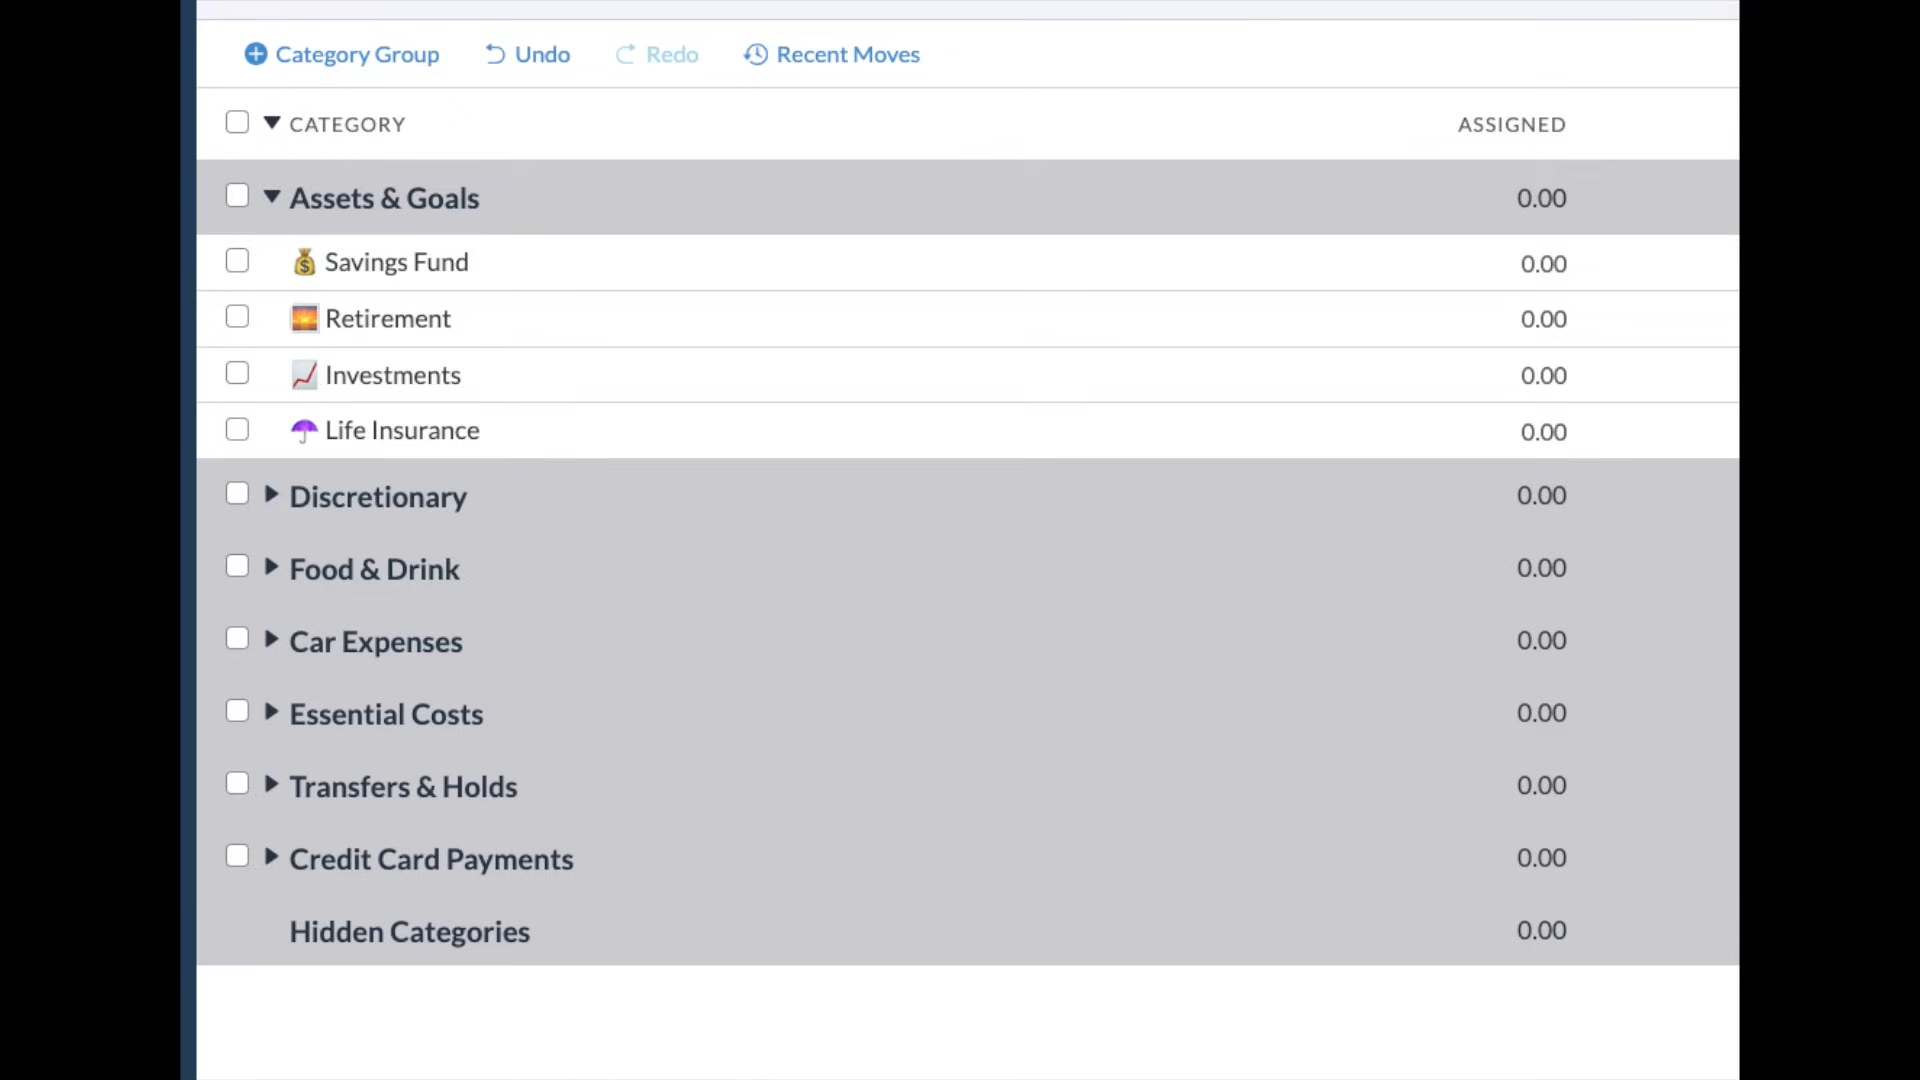 Category Group Undo Redo Recent Moves
CATEGORY ASSIGNED
Assets & Goals 0.00
Savings Fund 0.00
Retirement 0.00
Investments 0.00
Life Insurance 0.00
Discretionary 0.00
Food & Drink 0.00
Car Expenses 0.00
Essential Costs 0.00
Transfers & Holds 0.00
Credit Card Payments 0.00
Hidden Categories 0.00